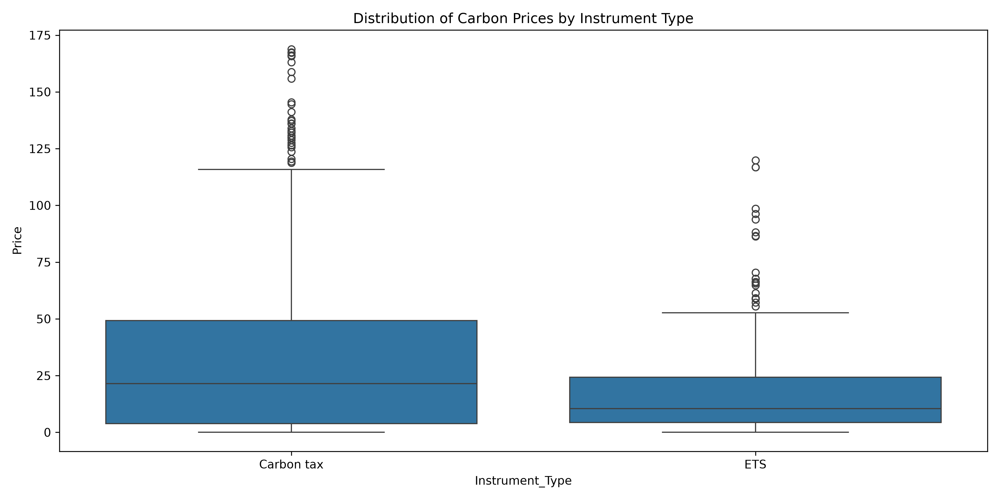 Distribution of Carbon Prices by Instrument Type
175
150
125
100
75
50
25
0
Price
Carbon tax
ETS
Instrument_Type